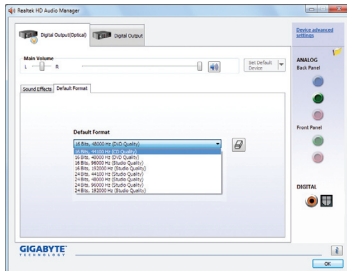 Realtek HD Audio Manager
Digital Output(Optical)
Digital Output
Device advanced
settings
Main Volume
L
R
Set Default
Device
ANALOG
Back Panel
Sound Effects
Default Format
Default Format
16 Bits, 48000 Hz (DVD Quality)
16 Bits, 44100 Hz (CD Quality)
16 Bits, 48000 Hz (DVD Quality)
16 Bits, 96000 Hz (Studio Quality)
16 Bits, 192000 Hz (Studio Quality)
24 Bits, 44100 Hz (Studio Quality)
24 Bits, 48000 Hz (Studio Quality)
24 Bits, 96000 Hz (Studio Quality)
24 Bits, 192000 Hz (Studio Quality)
Front Panel
DIGITAL
GIGABYTE
TECHNOLOGY
OK